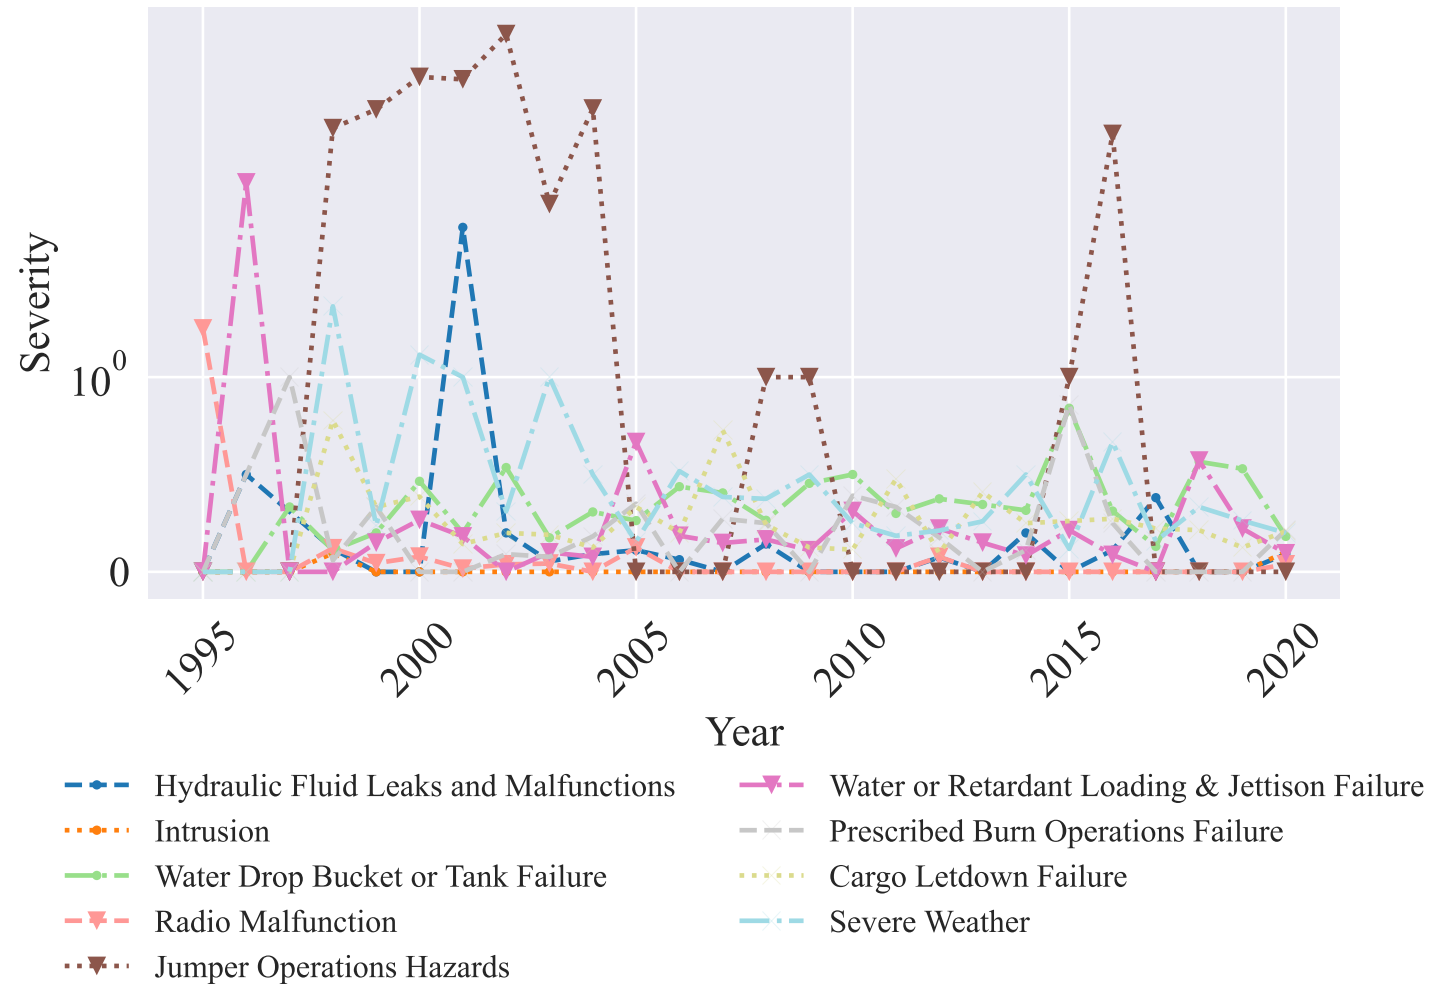 Severity
10^0
0
1995
2000
2005
2010
2015
2020
Year
Hydraulic Fluid Leaks and Malfunctions
Intrusion
Water Drop Bucket or Tank Failure
Radio Malfunction
Jumper Operations Hazards
Water or Retardant Loading & Jettison Failure
Prescribed Burn Operations Failure
Cargo Letdown Failure
Severe Weather